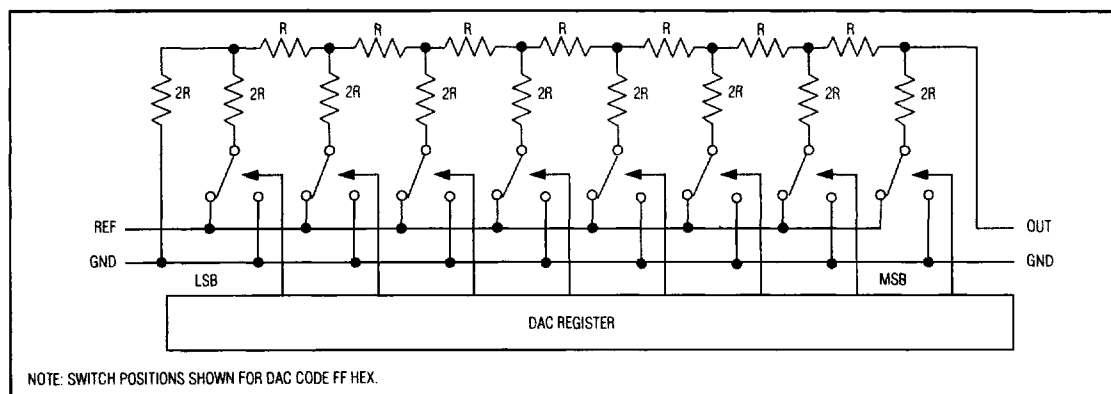 R R R R R R R
2R 2R 2R 2R 2R 2R 2R 2R 2R
REF OUT
GND GND
LSB MSB
DAC REGISTER
NOTE: SWITCH POSITIONS SHOWN FOR DAC CODE FF HEX.